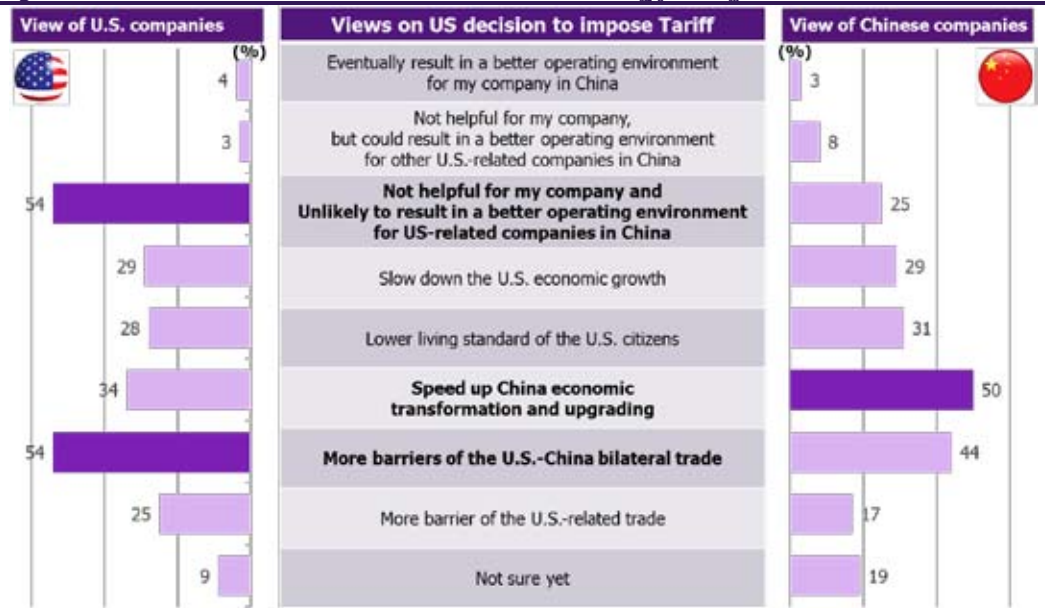 View of U.S. companies
Views on US decision to impose Tariff
View of Chinese companies
(%)
(%)
4
Eventually result in a better operating environment
for my company in China
3
3
Not helpful for my company,
but could result in a better operating environment
for other U.S.-related companies in China
8
54
Not helpful for my company and
Unlikely to result in a better operating environment
for US-related companies in China
25
29
Slow down the U.S. economic growth
29
28
Lower living standard of the U.S. citizens
31
34
Speed up China economic
transformation and upgrading
50
54
More barriers of the U.S.-China bilateral trade
44
25
More barrier of the U.S.-related trade
17
9
Not sure yet
19